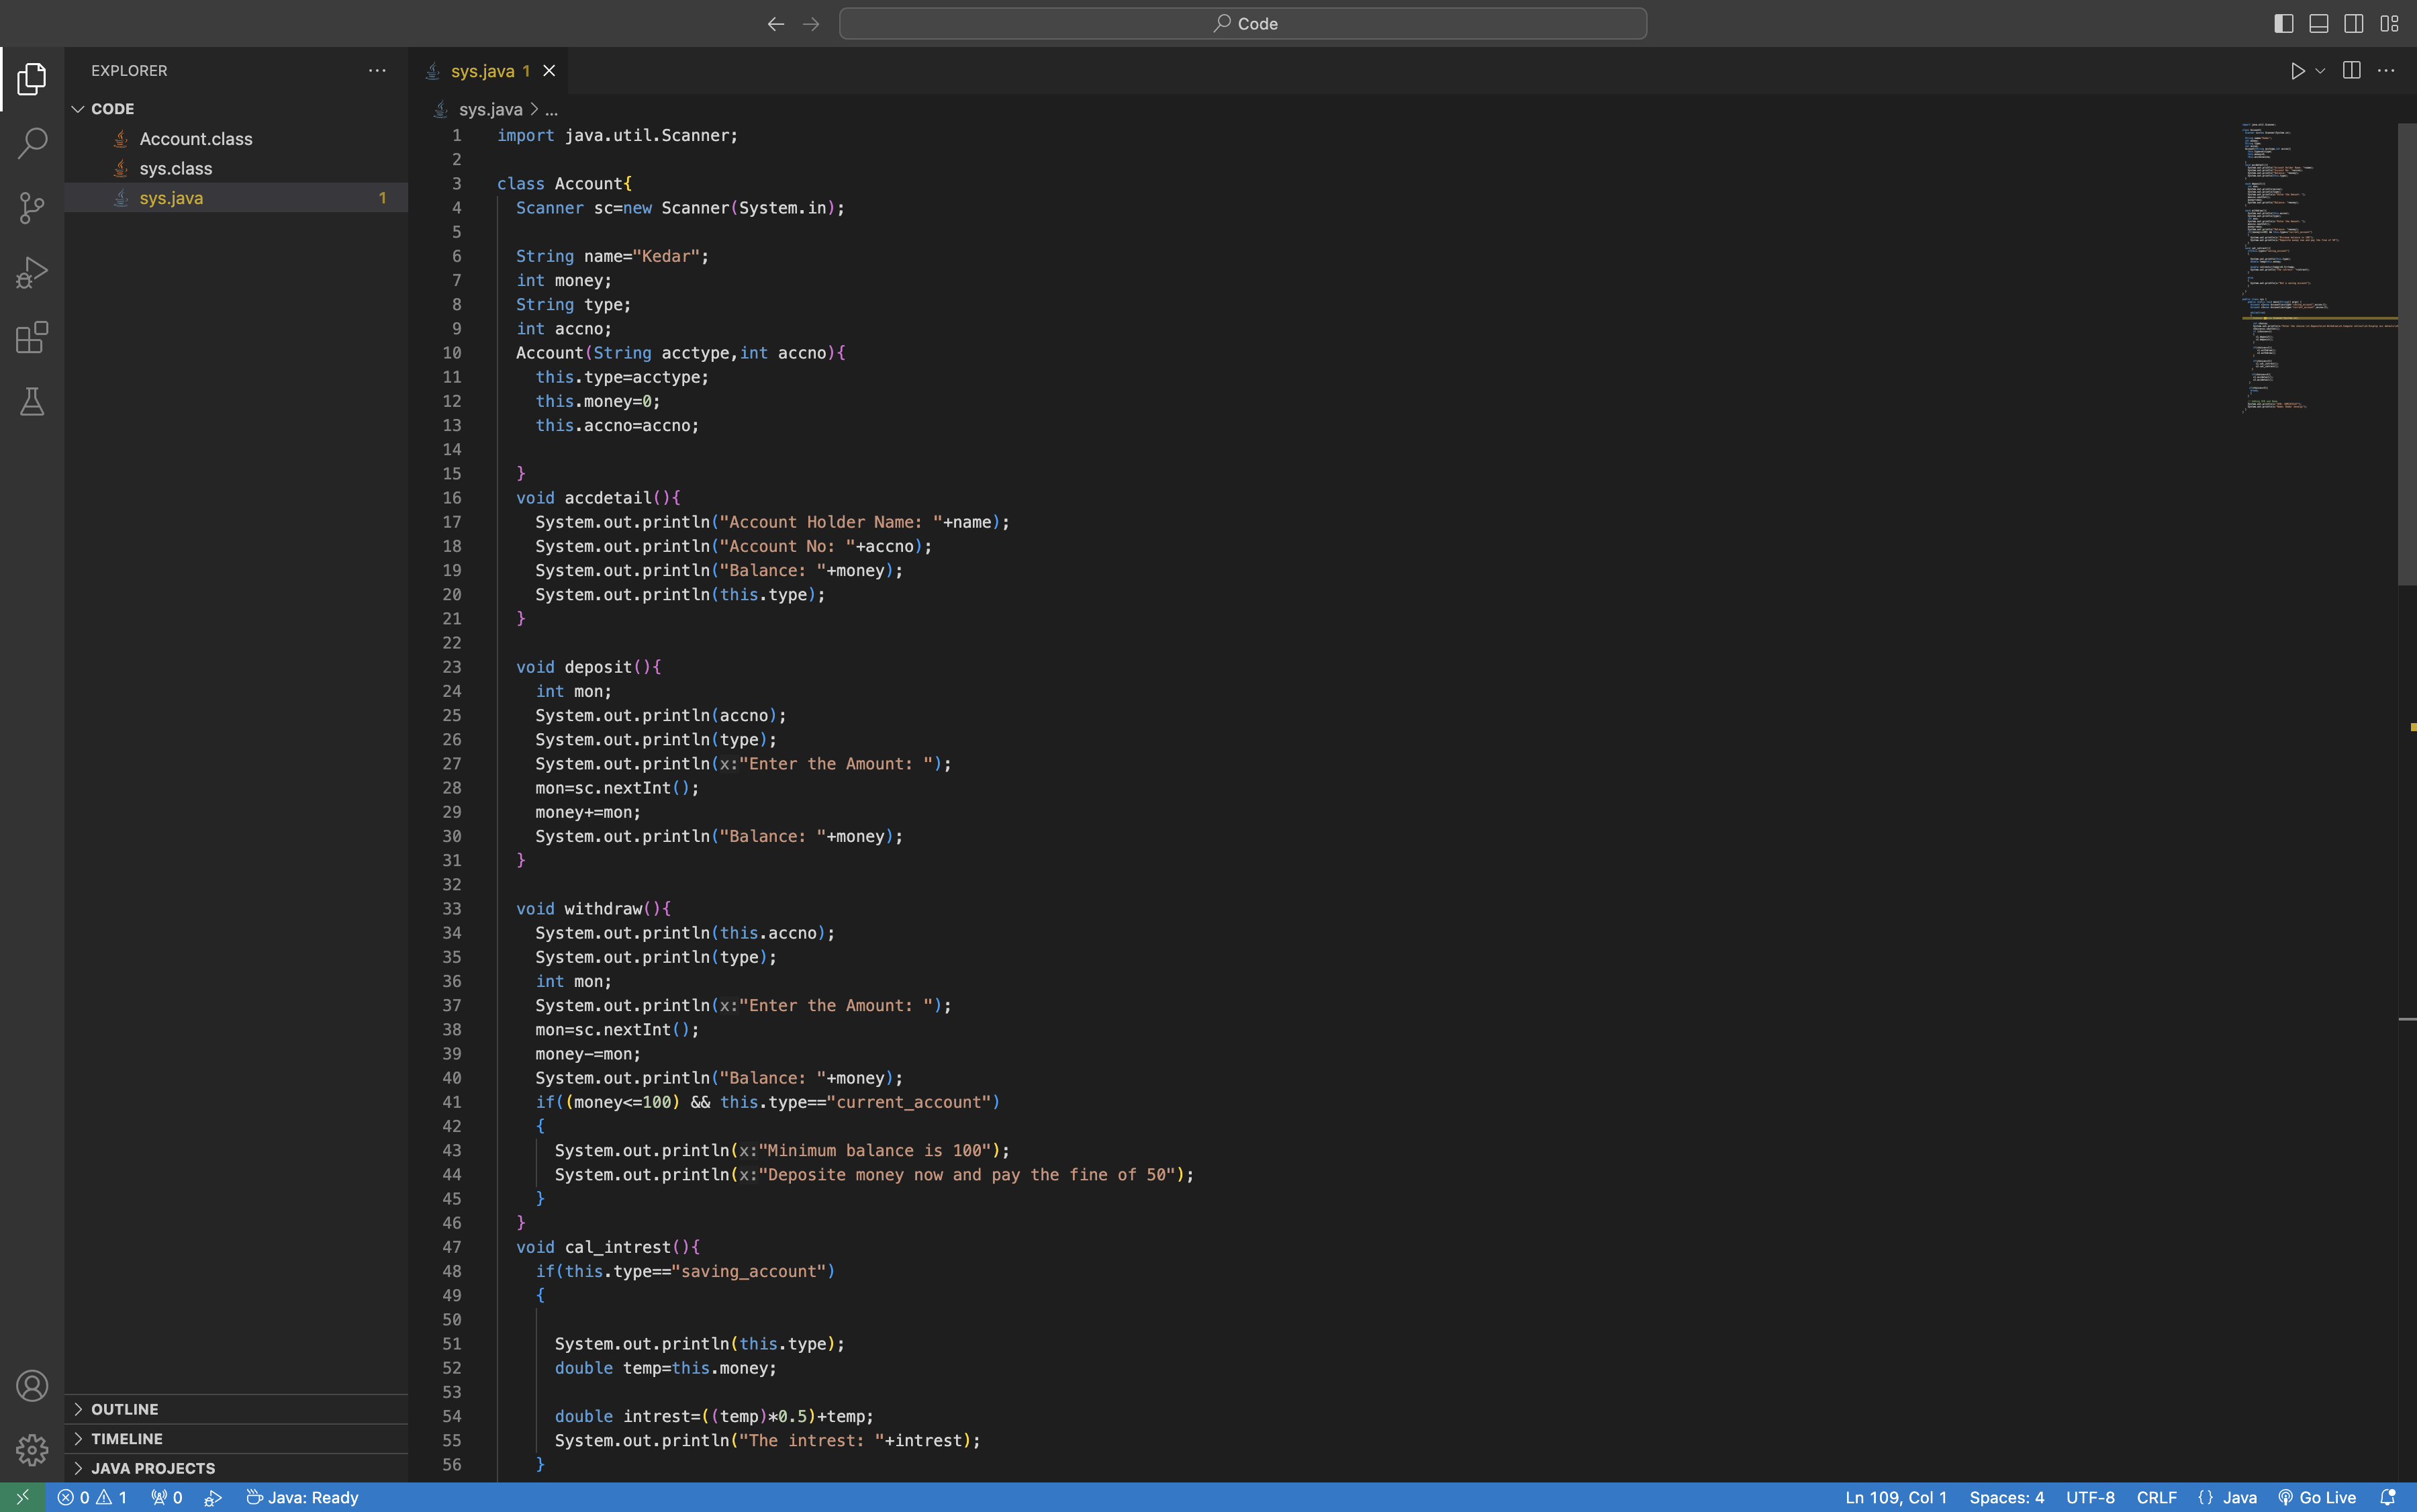 Code
EXPLORER
CODE
Account.class
sys.class
sys.java 1
OUTLINE
TIMELINE
JAVA PROJECTS
sys.java 1
sys.java > ...
1 import java.util.Scanner;
2
3 class Account{
4 Scanner sc=new Scanner(System.in);
5
6 String name="Kedar";
7 int money;
8 String type;
9 int accno;
10 Account(String acctype,int accno){
11 this.type=acctype;
12 this.money=0;
13 this.accno=accno;
14
15 }
16 void accdetail(){
17 System.out.println("Account Holder Name: "+name);
18 System.out.println("Account No: "+accno);
19 System.out.println("Balance: "+money);
20 System.out.println(this.type);
21 }
22
23 void deposit(){
24 int mon;
25 System.out.println(accno);
26 System.out.println(type);
27 System.out.println(x:"Enter the Amount: ");
28 mon=sc.nextInt();
29 money+=mon;
30 System.out.println("Balance: "+money);
31 }
32
33 void withdraw(){
34 System.out.println(this.accno);
35 System.out.println(type);
36 int mon;
37 System.out.println(x:"Enter the Amount: ");
38 mon=sc.nextInt();
39 money-=mon;
40 System.out.println("Balance: "+money);
41 if((money<=100) && this.type=="current_account")
42 {
43 System.out.println(x:"Minimum balance is 100");
44 System.out.println(x:"Deposite money now and pay the fine of 50");
45 }
46 }
47 void cal_intrest(){
48 if(this.type=="saving_account")
49 {
50
51 System.out.println(this.type);
52 double temp=this.money;
53
54 double intrest=((temp)*0.5)+temp;
55 System.out.println("The intrest: "+intrest);
56 }
0 1 0 Java: Ready
Ln 109, Col 1 Spaces: 4 UTF-8 CRLF {} Java Go Live